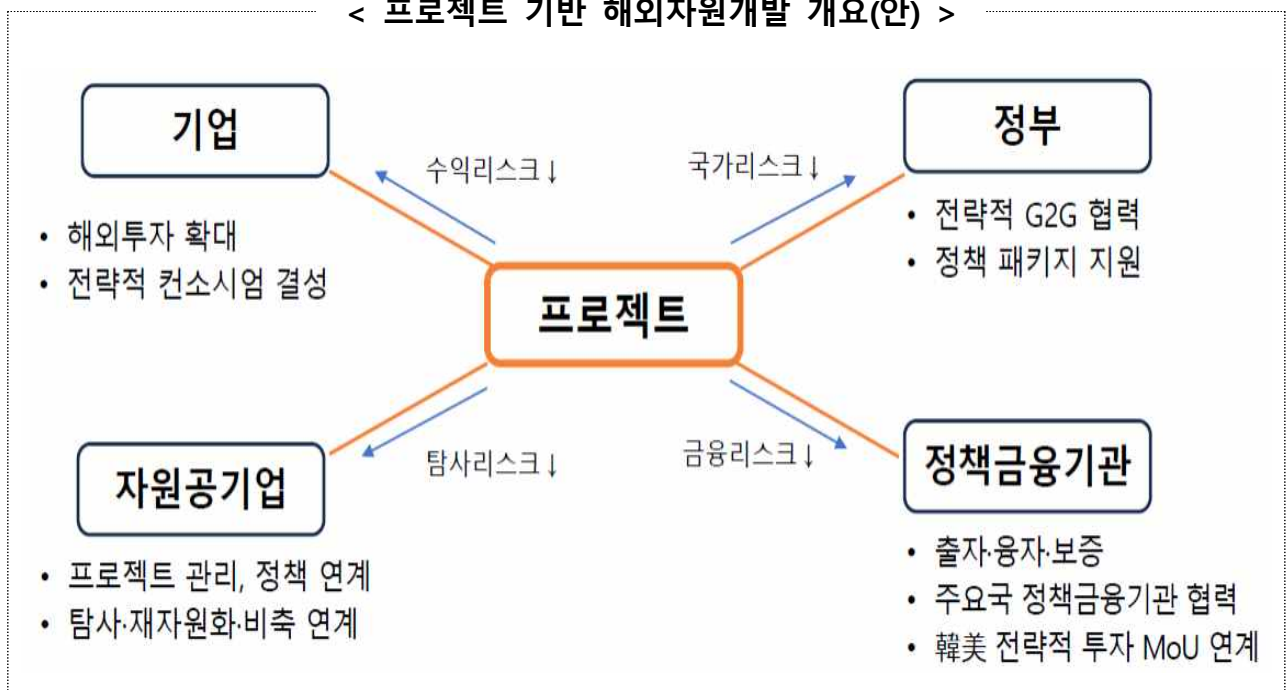 < 프로젝트 기반 해외자원개발 개요(안) >
기업
정부
수익리스크↓
국가리스크↓
• 해외투자 확대
• 전략적 컨소시엄 결성
• 전략적 G2G 협력
• 정책 패키지 지원
프로젝트
자원공기업
탐사리스크↓
금융리스크↓
정책금융기관
• 프로젝트 관리, 정책 연계
• 탐사·재자원화·비축 연계
• 출자·융자·보증
• 주요국 정책금융기관 협력
• 韓美 전략적 투자 MoU 연계